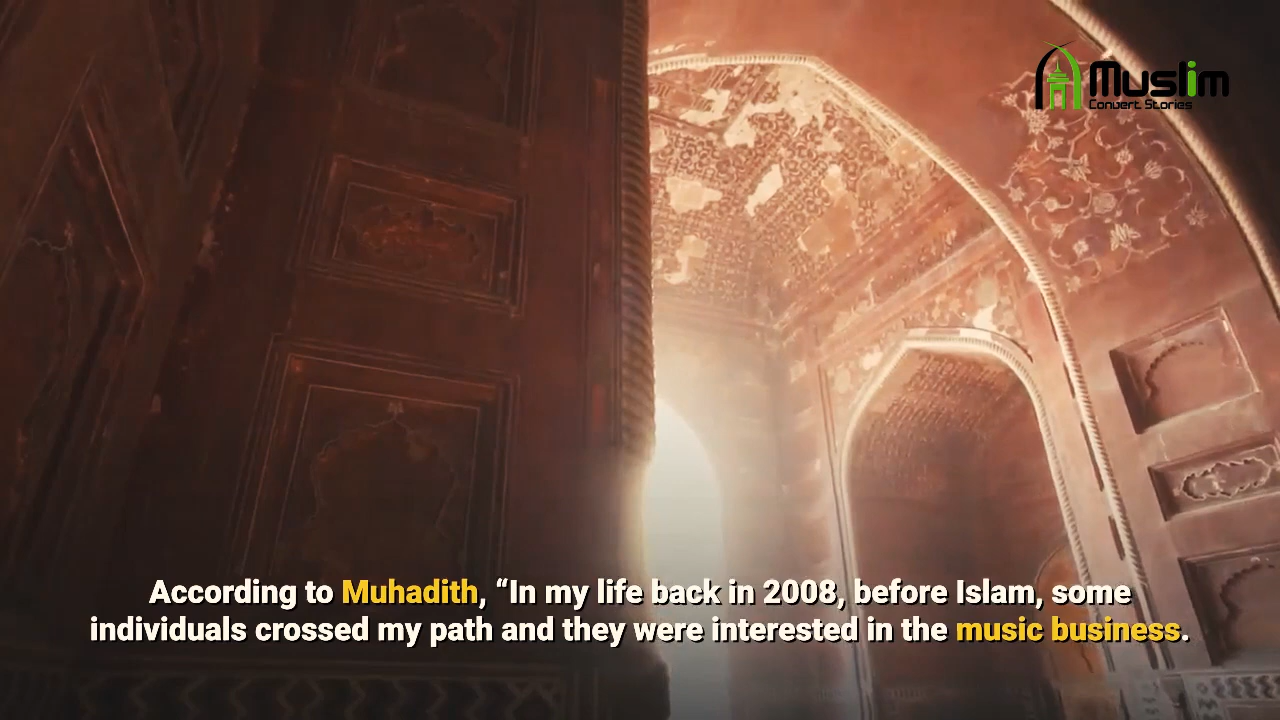 Muslim
Convert Stories
According to Muhadith, “In my life back in 2008, before Islam, some
individuals crossed my path and they were interested in the music business.